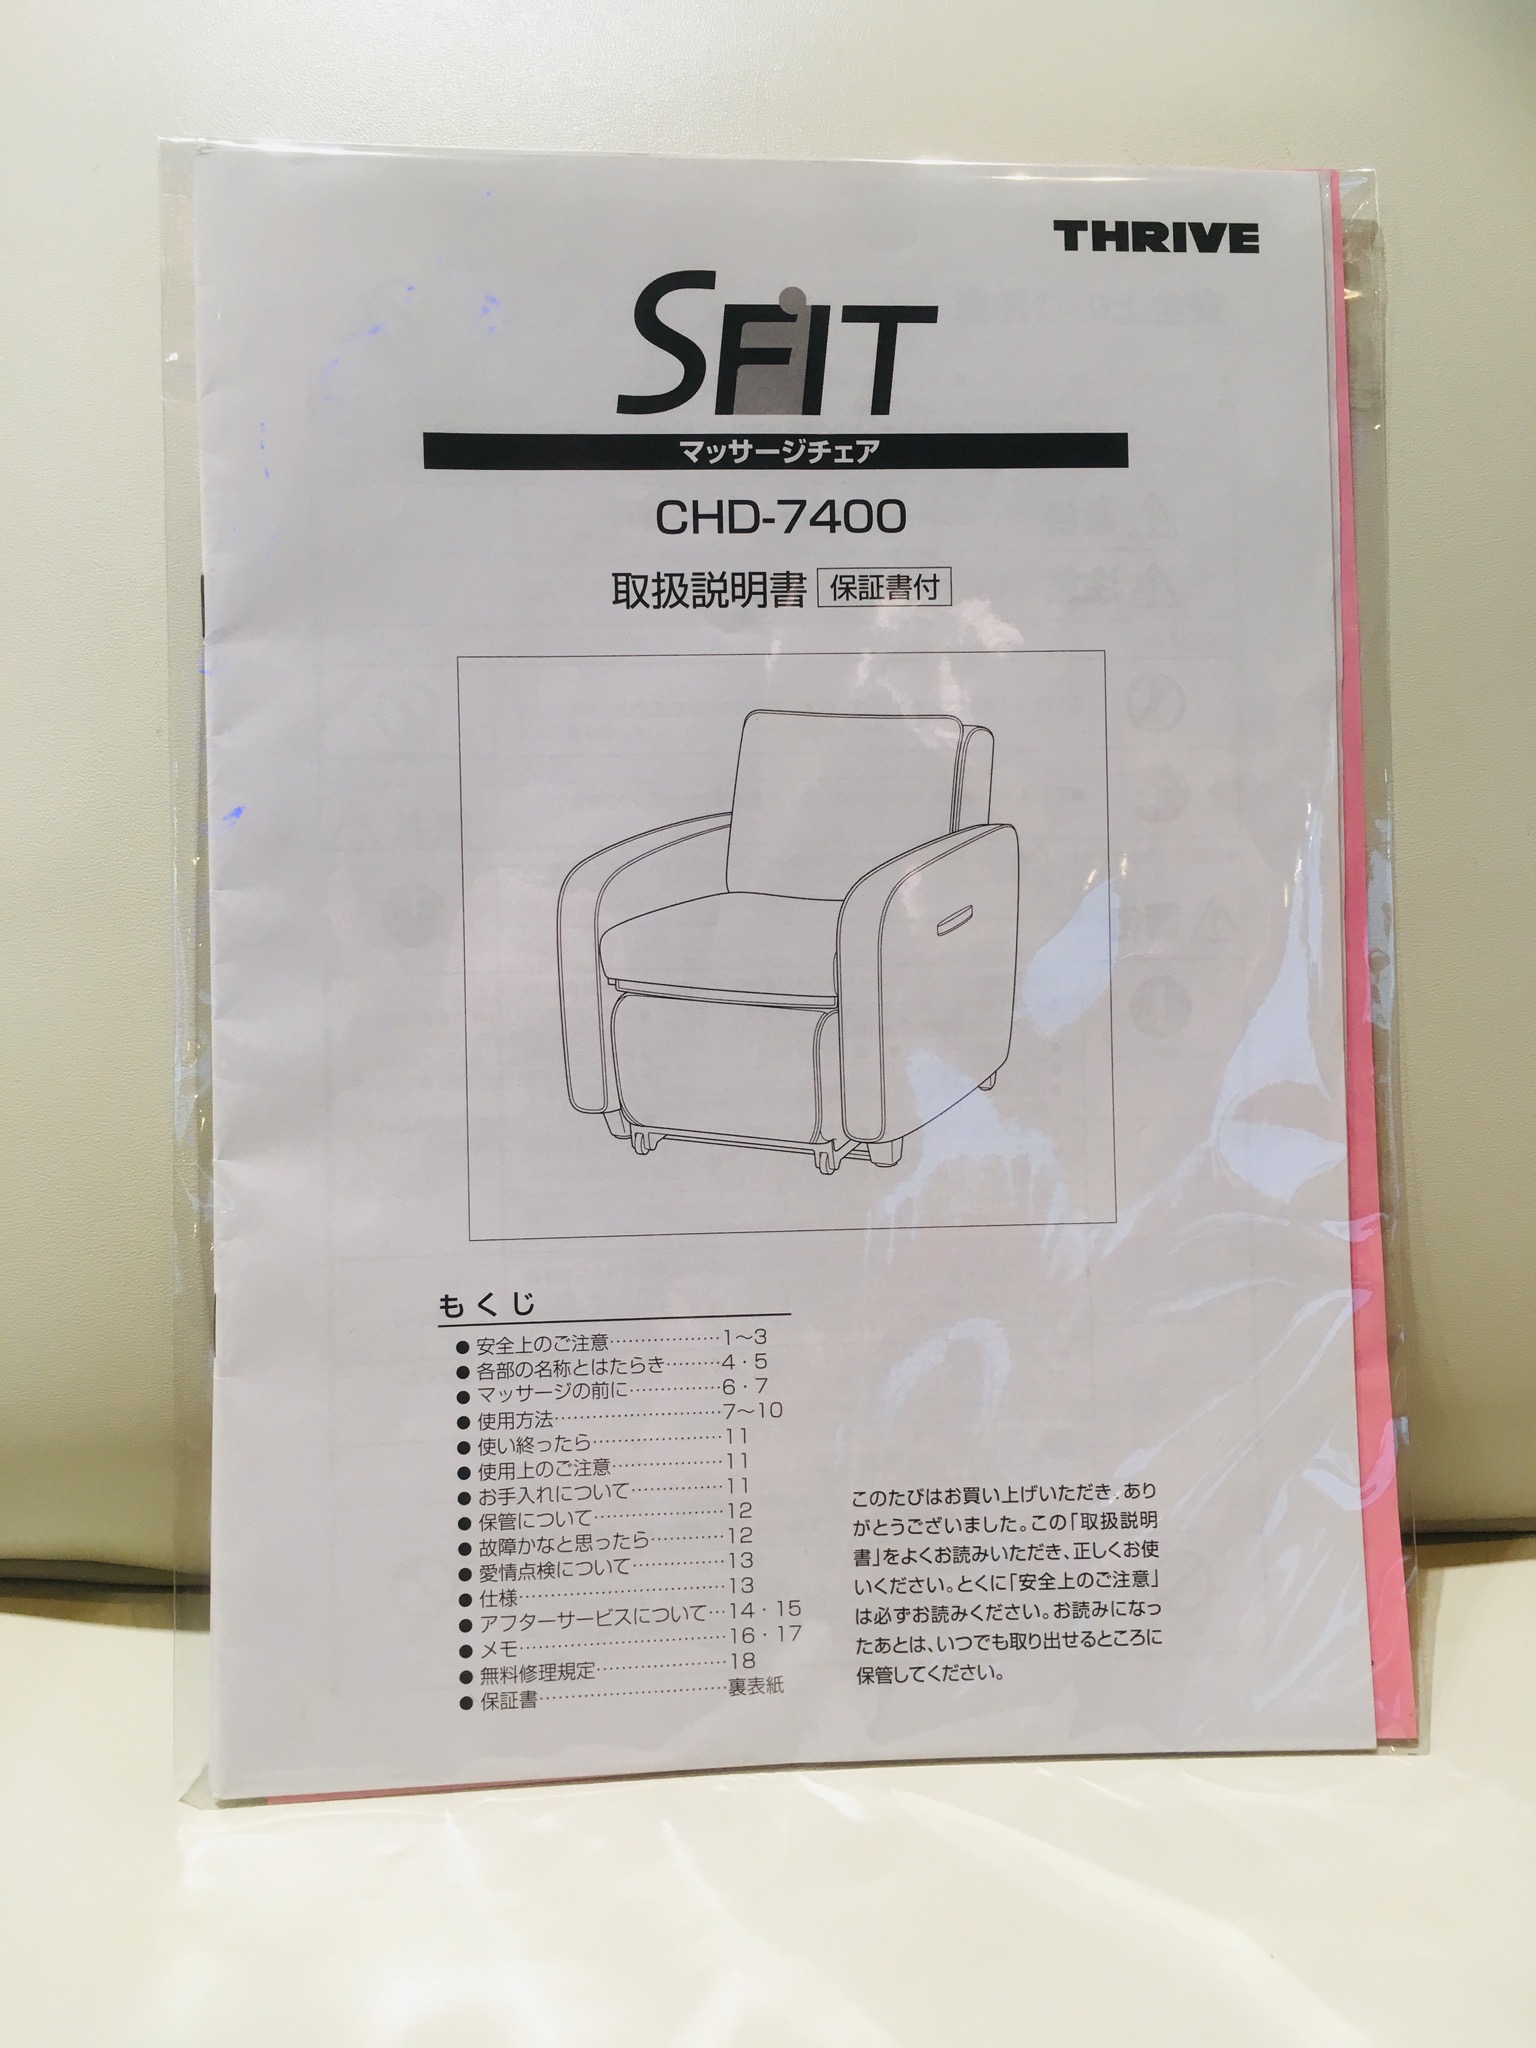 THRIVE
SFIT
マッサージチェア
CHD-7400
取扱説明書 保証書付
もくじ
● 安全上のご注意………………1〜3
● 各部の名称とはたらき………4・5
● マッサージの前に……………6・7
● 使用方法………………………7〜10
● 使い終ったら…………………11
● 使用上のご注意………………11
● お手入れについて……………11
● 保管について…………………12
● 故障かなと思ったら…………12
● 愛情点検について……………13
● 仕様……………………………13
● アフターサービスについて…14・15
● メモ……………………………16・17
● 無料修理規定…………………18
● 保証書…………………………裏表紙
このたびはお買い上げいただき、あり
がとうございました。この「取扱説明
書」をよくお読みいただき、正しくお使
いください。とくに「安全上のご注意」
は必ずお読みください。お読みになっ
たあとは、いつでも取り出せるところに
保管してください。